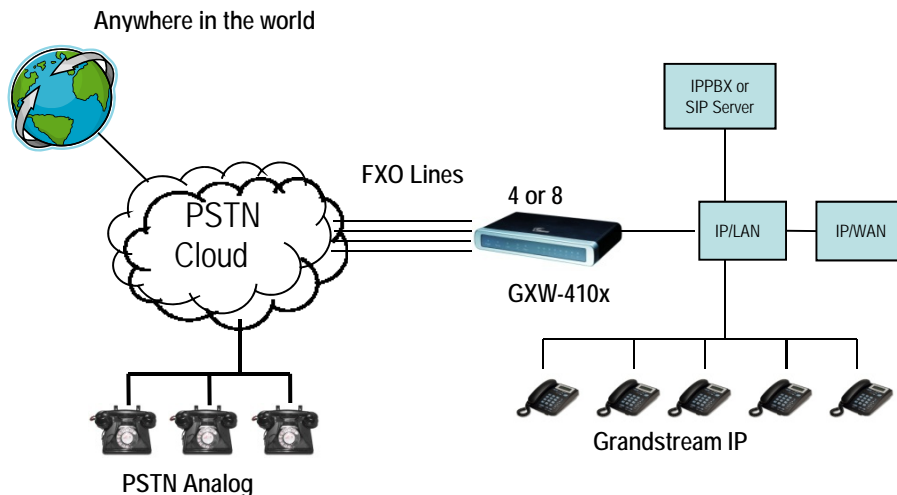 Anywhere in the world
IPPBX or
SIP Server
FXO Lines
4 or 8
PSTN
Cloud
IP/LAN
IP/WAN
GXW-410x
Grandstream IP
PSTN Analog